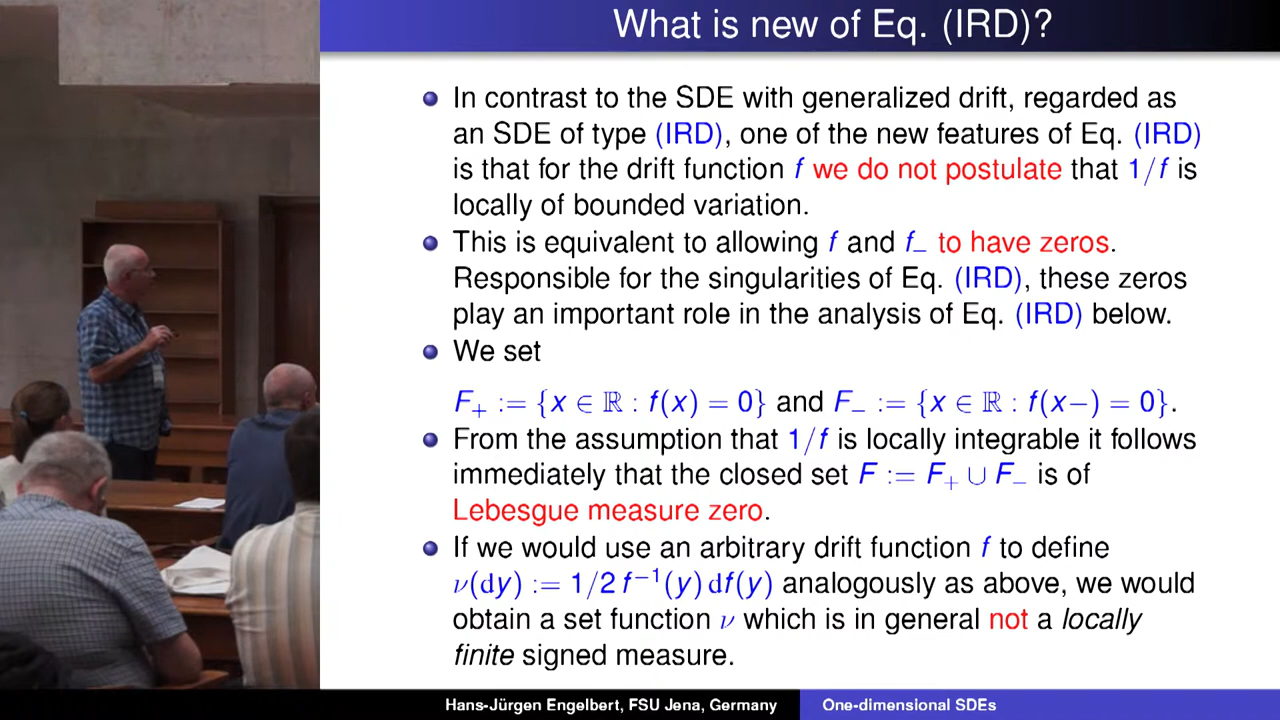 What is new of Eq. (IRD)?
In contrast to the SDE with generalized drift, regarded as
an SDE of type (IRD), one of the new features of Eq. (IRD)
is that for the drift function f we do not postulate that 1/f is
locally of bounded variation.
This is equivalent to allowing f and f₋ to have zeros.
Responsible for the singularities of Eq. (IRD), these zeros
play an important role in the analysis of Eq. (IRD) below.
We set
F₊ := {x ∈ ℝ : f(x) = 0} and F₋ := {x ∈ ℝ : f(x−) = 0}.
From the assumption that 1/f is locally integrable it follows
immediately that the closed set F := F₊ ∪ F₋ is of
Lebesgue measure zero.
If we would use an arbitrary drift function f to define
ν(dy) := 1/2 f⁻¹(y) df(y) analogously as above, we would
obtain a set function ν which is in general not a locally
finite signed measure.
Hans-Jürgen Engelbert, FSU Jena, Germany
One-dimensional SDEs